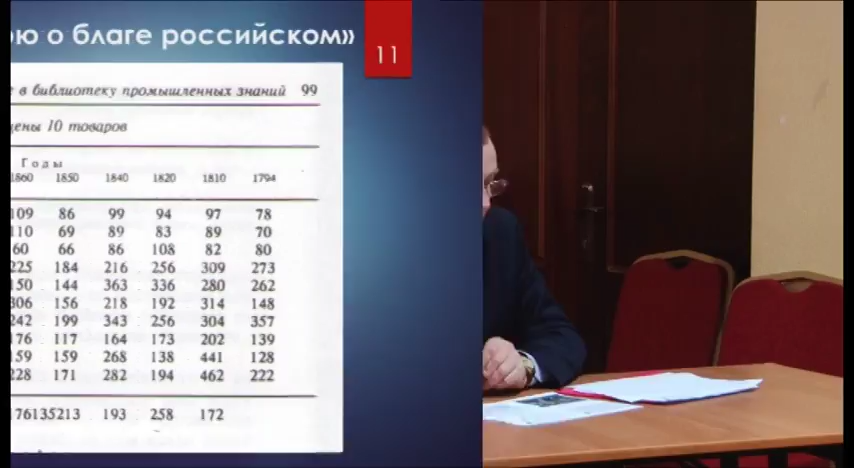 ю о благе российском»
11
е в библиотеку промышленных знаний 99
цены 10 товаров
Годы
1860 1850 1840 1820 1810 1794
109 86 99 94 97 78
110 69 89 83 89 70
60 66 86 108 82 80
225 184 216 256 309 273
150 144 363 336 280 262
306 156 218 192 314 148
242 199 343 256 304 357
176 117 164 173 202 139
159 159 268 138 441 128
228 171 282 194 462 222
176135213 193 258 172